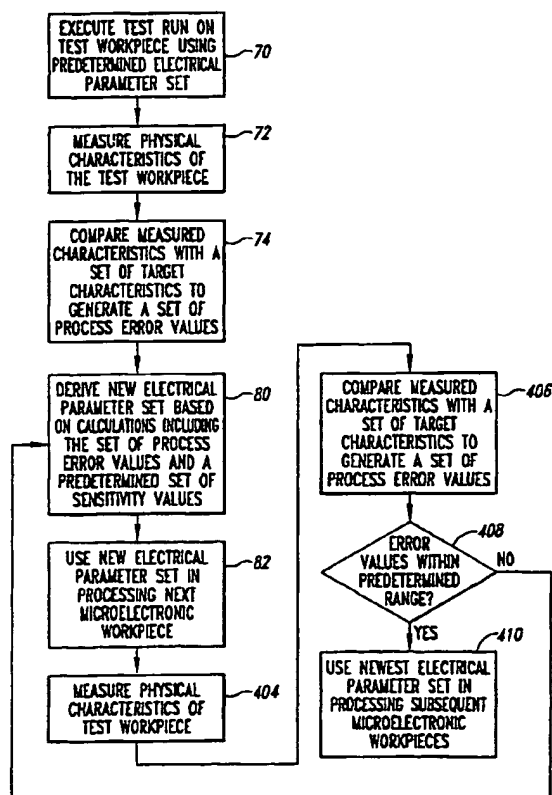 EXECUTE TEST RUN ON
TEST WORKPIECE USING
PREDETERMINED ELECTRICAL
PARAMETER SET
70
MEASURE PHYSICAL
CHARACTERISTICS OF
THE TEST WORKPIECE
72
COMPARE MEASURED
CHARACTERISTICS WITH A
SET OF TARGET
CHARACTERISTICS TO
GENERATE A SET OF
PROCESS ERROR VALUES
74
DERIVE NEW ELECTRICAL
PARAMETER SET BASED
ON CALCULATIONS INCLUDING
THE SET OF PROCESS
ERROR VALUES AND A
PREDETERMINED SET OF
SENSITIVITY VALUES
80
USE NEW ELECTRICAL
PARAMETER SET IN
PROCESSING NEXT
MICROELECTRONIC
WORKPIECE
82
MEASURE PHYSICAL
CHARACTERISTICS OF
TEST WORKPIECE
404
COMPARE MEASURED
CHARACTERISTICS WITH A
SET OF TARGET
CHARACTERISTICS TO
GENERATE A SET OF
PROCESS ERROR VALUES
406
ERROR
VALUES WITHIN
PREDETERMINED
RANGE?
408
NO
YES
USE NEWEST ELECTRICAL
PARAMETER SET IN
PROCESSING SUBSEQUENT
MICROELECTRONIC
WORKPIECES
410